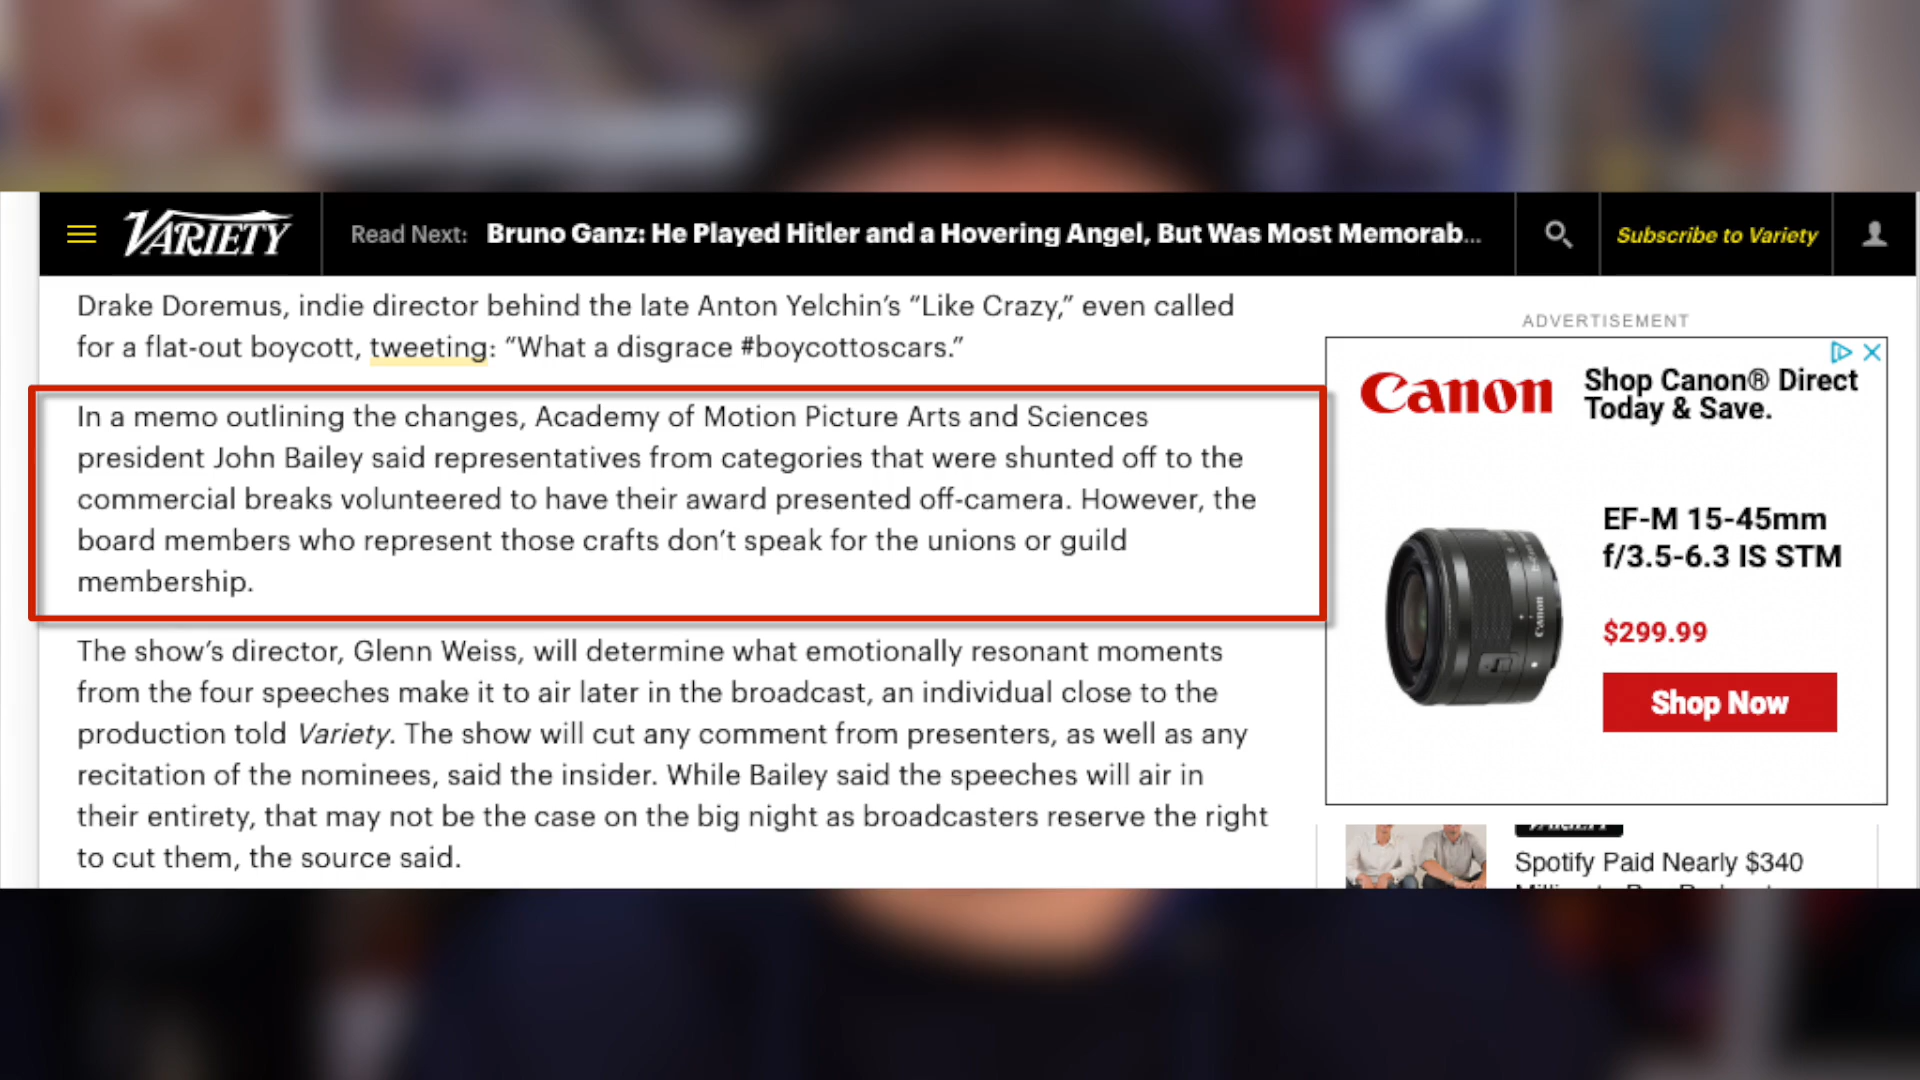 VARIETY
Read Next: Bruno Ganz: He Played Hitler and a Hovering Angel, But Was Most Memorab...
Subscribe to Variety
Drake Doremus, indie director behind the late Anton Yelchin's “Like Crazy,” even called
for a flat-out boycott, tweeting: “What a disgrace #boycottoscars.”
In a memo outlining the changes, Academy of Motion Picture Arts and Sciences
president John Bailey said representatives from categories that were shunted off to the
commercial breaks volunteered to have their award presented off-camera. However, the
board members who represent those crafts don't speak for the unions or guild
membership.
The show's director, Glenn Weiss, will determine what emotionally resonant moments
from the four speeches make it to air later in the broadcast, an individual close to the
production told Variety. The show will cut any comment from presenters, as well as any
recitation of the nominees, said the insider. While Bailey said the speeches will air in
their entirety, that may not be the case on the big night as broadcasters reserve the right
to cut them, the source said.
ADVERTISEMENT
Canon
Shop Canon® Direct
Today & Save.
EF-M 15-45mm
f/3.5-6.3 IS STM
Canon
$299.99
Shop Now
Spotify Paid Nearly $340